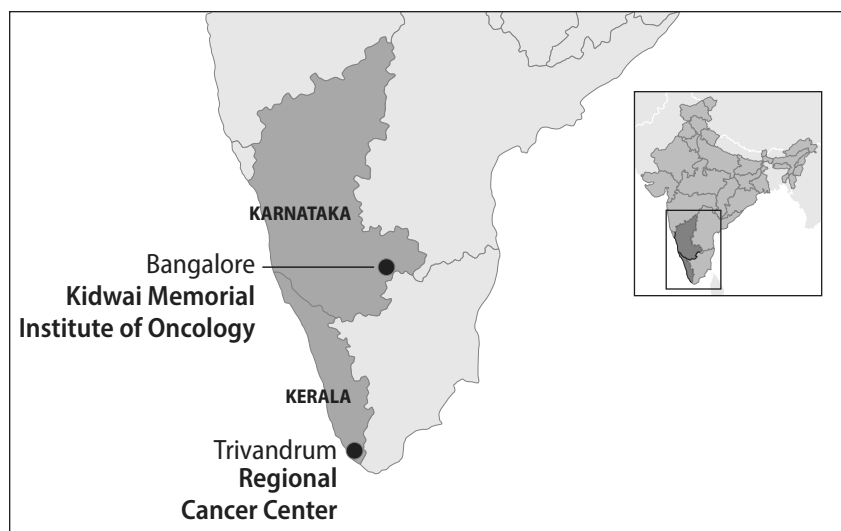 KARNATAKA
Bangalore
Kidwai Memorial
Institute of Oncology
KERALA
Trivandrum
Regional
Cancer Center